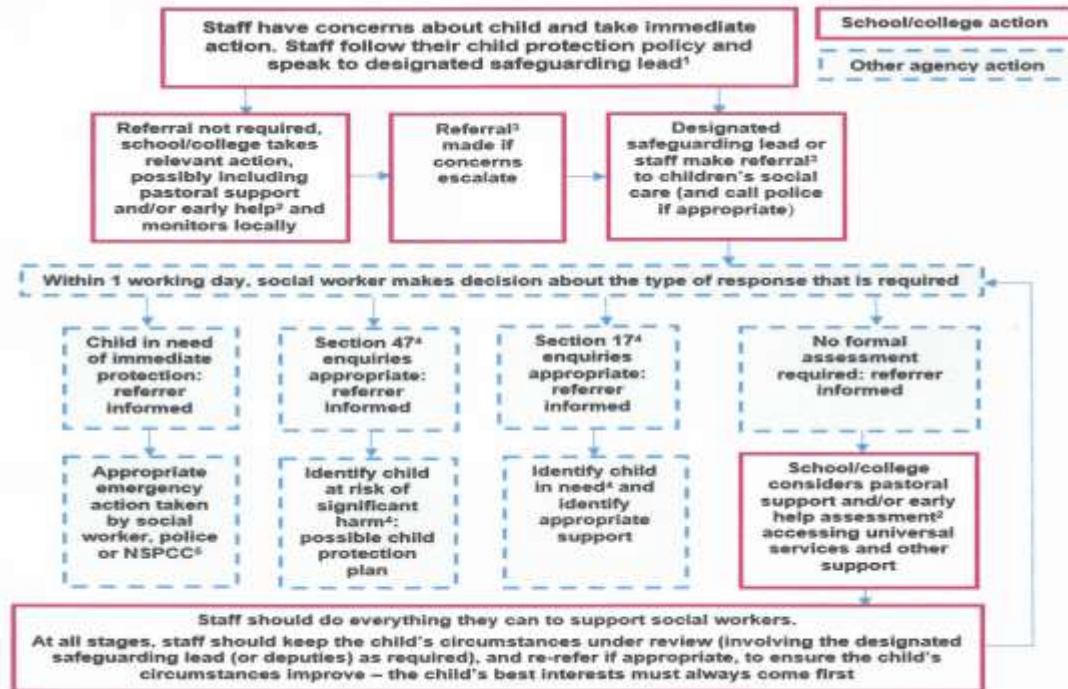 Staff have concerns about child and take immediate
action. Staff follow their child protection policy and
speak to designated safeguarding lead¹
School/college action
Other agency action
Referral not required,
school/college takes
relevant action,
possibly including
pastoral support
and/or early help² and
monitors locally
Referral³
made if
concerns
escalate
Designated
safeguarding lead or
staff make referral³
to children's social
care (and call police
if appropriate)
Within 1 working day, social worker makes decision about the type of response that is required
Child in need
of immediate
protection:
referrer
informed
Section 47⁴
enquiries
appropriate:
referrer
informed
Section 17⁴
enquiries
appropriate:
referrer
informed
No formal
assessment
required: referrer
informed
Appropriate
emergency
action taken
by social
worker, police
or NSPCC⁵
Identify child
at risk of
significant
harm⁴:
possible child
protection
plan
Identify child
in need⁴ and
identify
appropriate
support
School/college
considers pastoral
support and/or early
help assessment²
accessing universal
services and other
support
Staff should do everything they can to support social workers.
At all stages, staff should keep the child's circumstances under review (involving the designated
safeguarding lead (or deputies) as required), and re-refer if appropriate, to ensure the child's
circumstances improve – the child's best interests must always come first